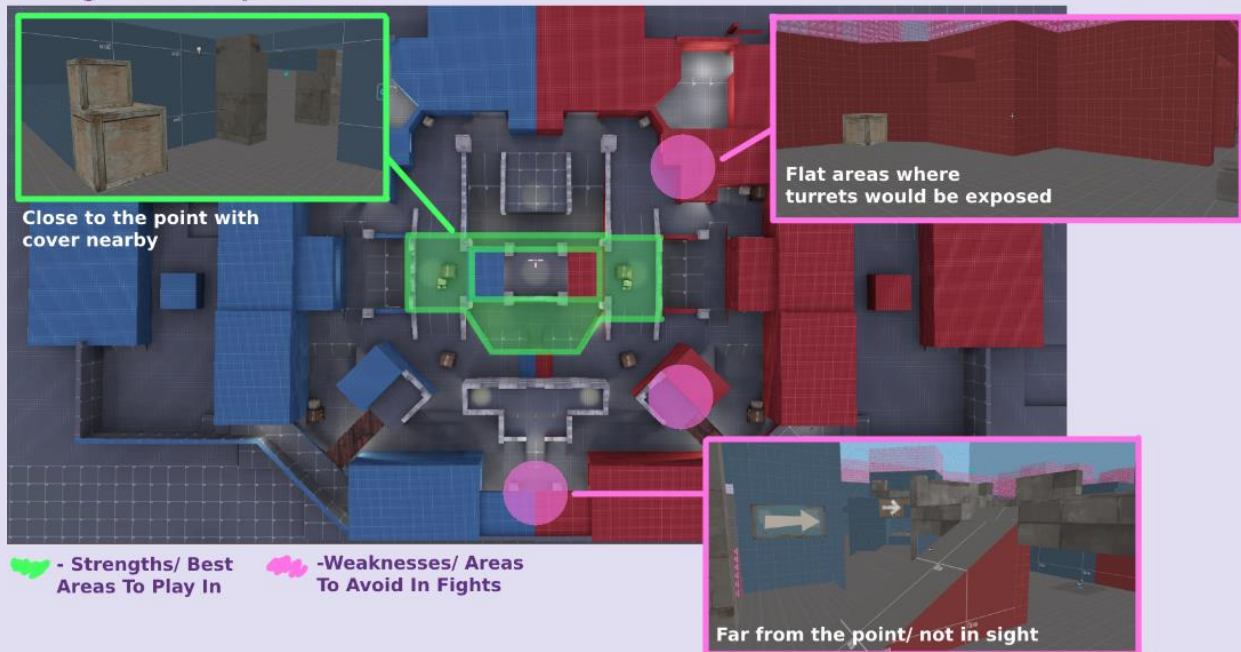 Close to the point with
cover nearby
Flat areas where
turrets would be exposed
- Strengths/ Best
Areas To Play In
-Weaknesses/ Areas
To Avoid In Fights
Far from the point/ not in sight